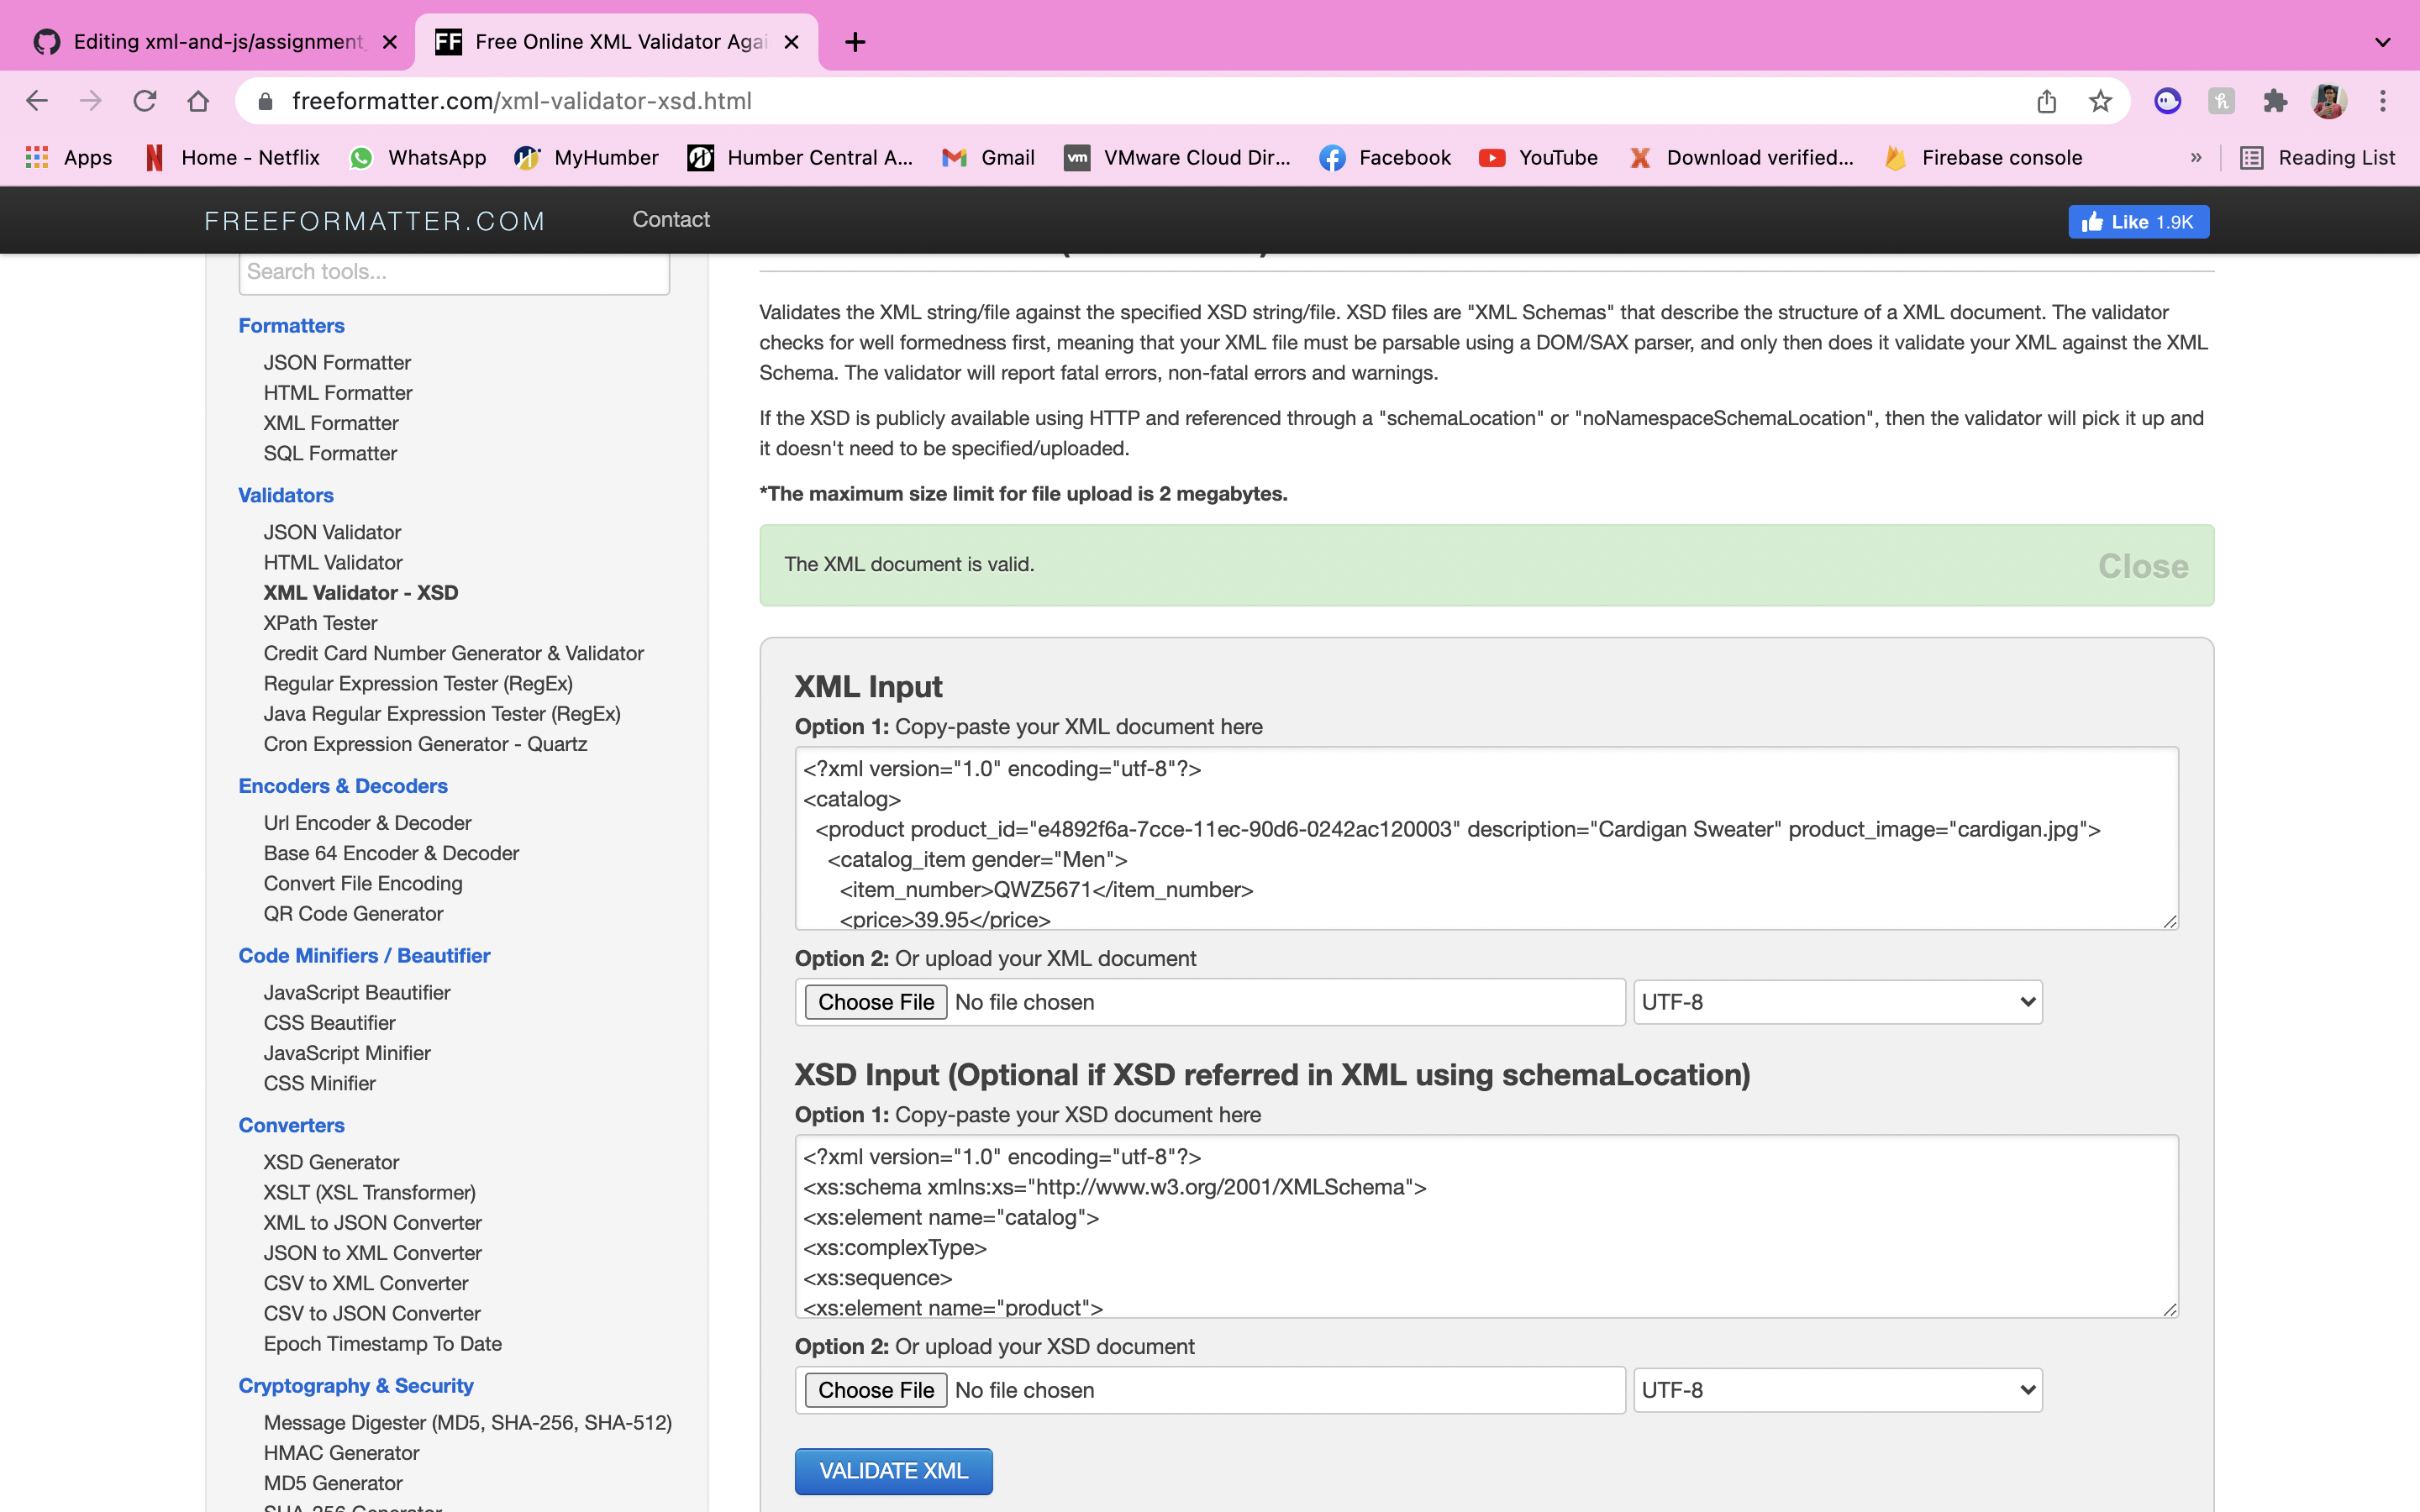 Editing xml-and-js/assignment_
Free Online XML Validator Agai
freeformatter.com/xml-validator-xsd.html
Apps
Home - Netflix
WhatsApp
MyHumber
Humber Central A...
Gmail
VMware Cloud Dir...
Facebook
YouTube
Download verified...
Firebase console
»
Reading List
FREEFORMATTER.COM
Contact
Like 1.9K
Search tools...
Formatters
JSON Formatter
HTML Formatter
XML Formatter
SQL Formatter
Validators
JSON Validator
HTML Validator
XML Validator - XSD
XPath Tester
Credit Card Number Generator & Validator
Regular Expression Tester (RegEx)
Java Regular Expression Tester (RegEx)
Cron Expression Generator - Quartz
Encoders & Decoders
Url Encoder & Decoder
Base 64 Encoder & Decoder
Convert File Encoding
QR Code Generator
Code Minifiers / Beautifier
JavaScript Beautifier
CSS Beautifier
JavaScript Minifier
CSS Minifier
Converters
XSD Generator
XSLT (XSL Transformer)
XML to JSON Converter
JSON to XML Converter
CSV to XML Converter
CSV to JSON Converter
Epoch Timestamp To Date
Cryptography & Security
Message Digester (MD5, SHA-256, SHA-512)
HMAC Generator
MD5 Generator
Validates the XML string/file against the specified XSD string/file. XSD files are "XML Schemas" that describe the structure of a XML document. The validator
checks for well formedness first, meaning that your XML file must be parsable using a DOM/SAX parser, and only then does it validate your XML against the XML
Schema. The validator will report fatal errors, non-fatal errors and warnings.
If the XSD is publicly available using HTTP and referenced through a "schemaLocation" or "noNamespaceSchemaLocation", then the validator will pick it up and
it doesn't need to be specified/uploaded.
*The maximum size limit for file upload is 2 megabytes.
The XML document is valid.
Close
XML Input
Option 1: Copy-paste your XML document here
<?xml version="1.0" encoding="utf-8"?>
<catalog>
<product product_id="e4892f6a-7cce-11ec-90d6-0242ac120003" description="Cardigan Sweater" product_image="cardigan.jpg">
<catalog_item gender="Men">
<item_number>QWZ5671</item_number>
<price>39.95</price>
Option 2: Or upload your XML document
Choose File No file chosen
UTF-8
XSD Input (Optional if XSD referred in XML using schemaLocation)
Option 1: Copy-paste your XSD document here
<?xml version="1.0" encoding="utf-8"?>
<xs:schema xmlns:xs="http://www.w3.org/2001/XMLSchema">
<xs:element name="catalog">
<xs:complexType>
<xs:sequence>
<xs:element name="product">
Option 2: Or upload your XSD document
Choose File No file chosen
UTF-8
VALIDATE XML